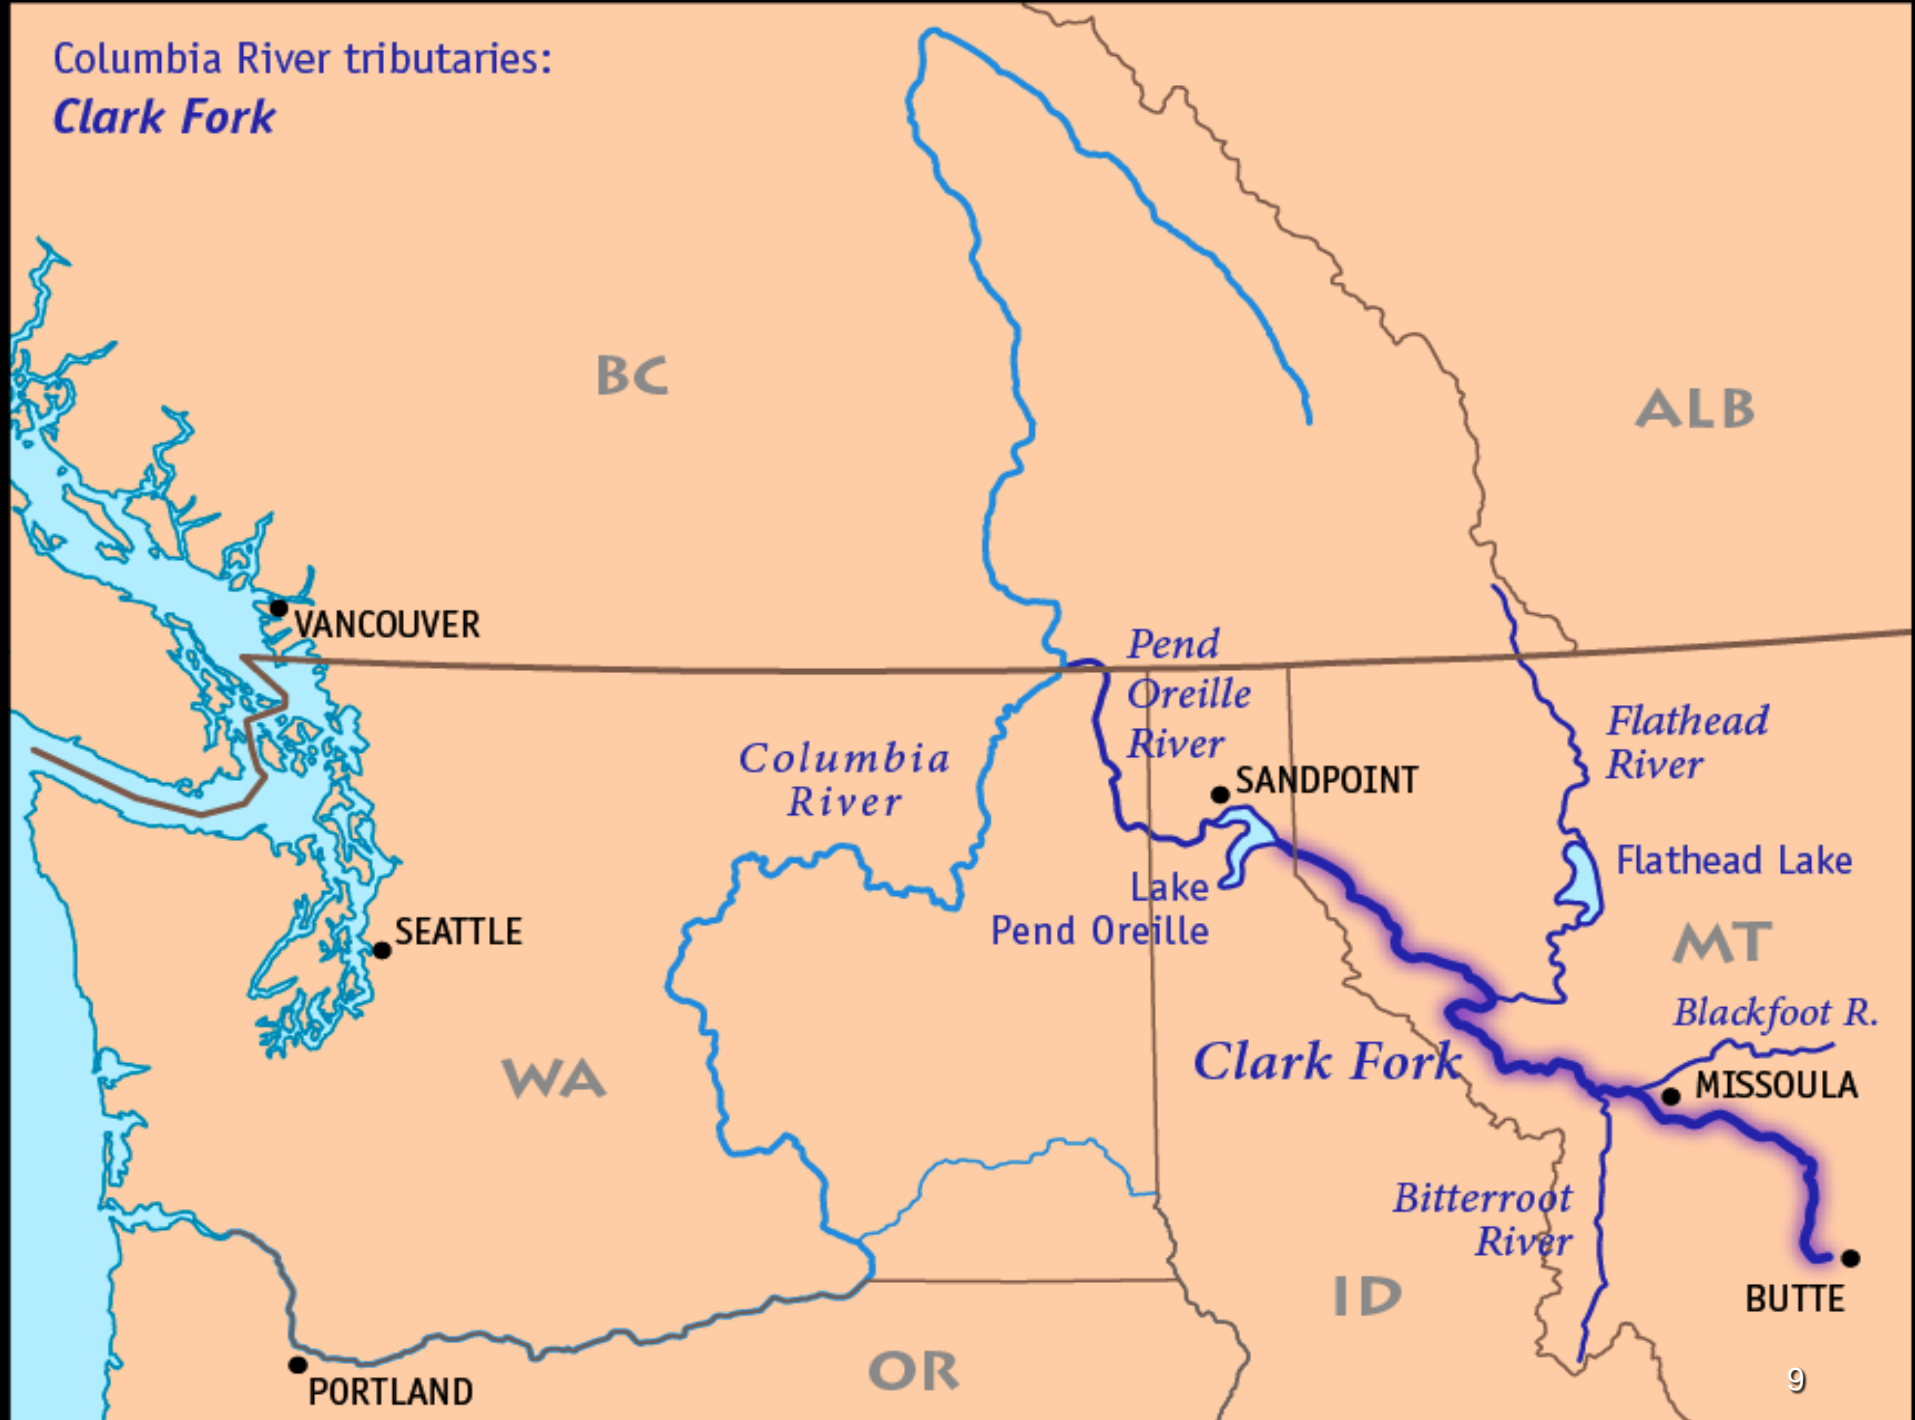 Columbia River tributaries:
Clark Fork
BC
ALB
VANCOUVER
Pend
Oreille
River
Flathead
River
Columbia
River
SANDPOINT
Flathead Lake
Lake
Pend Oreille
SEATTLE
MT
Blackfoot R.
Clark Fork
WA
MISSOULA
Bitterroot
River
ID
BUTTE
OR
PORTLAND
9